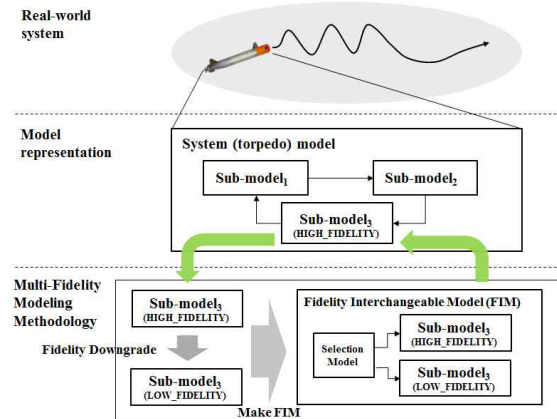 Real-world
system
Model
representation
System (torpedo) model
Sub-model1
Sub-model2
Sub-model3
(HIGH_FIDELITY)
Multi-Fidelity
Modeling
Methodology
Sub-model3
(HIGH_FIDELITY)
Fidelity Downgrade
Sub-model3
(LOW_FIDELITY)
Make FIM
Fidelity Interchangeable Model (FIM)
Selection
Model
Sub-model3
(HIGH_FIDELITY)
Sub-model3
(LOW_FIDELITY)